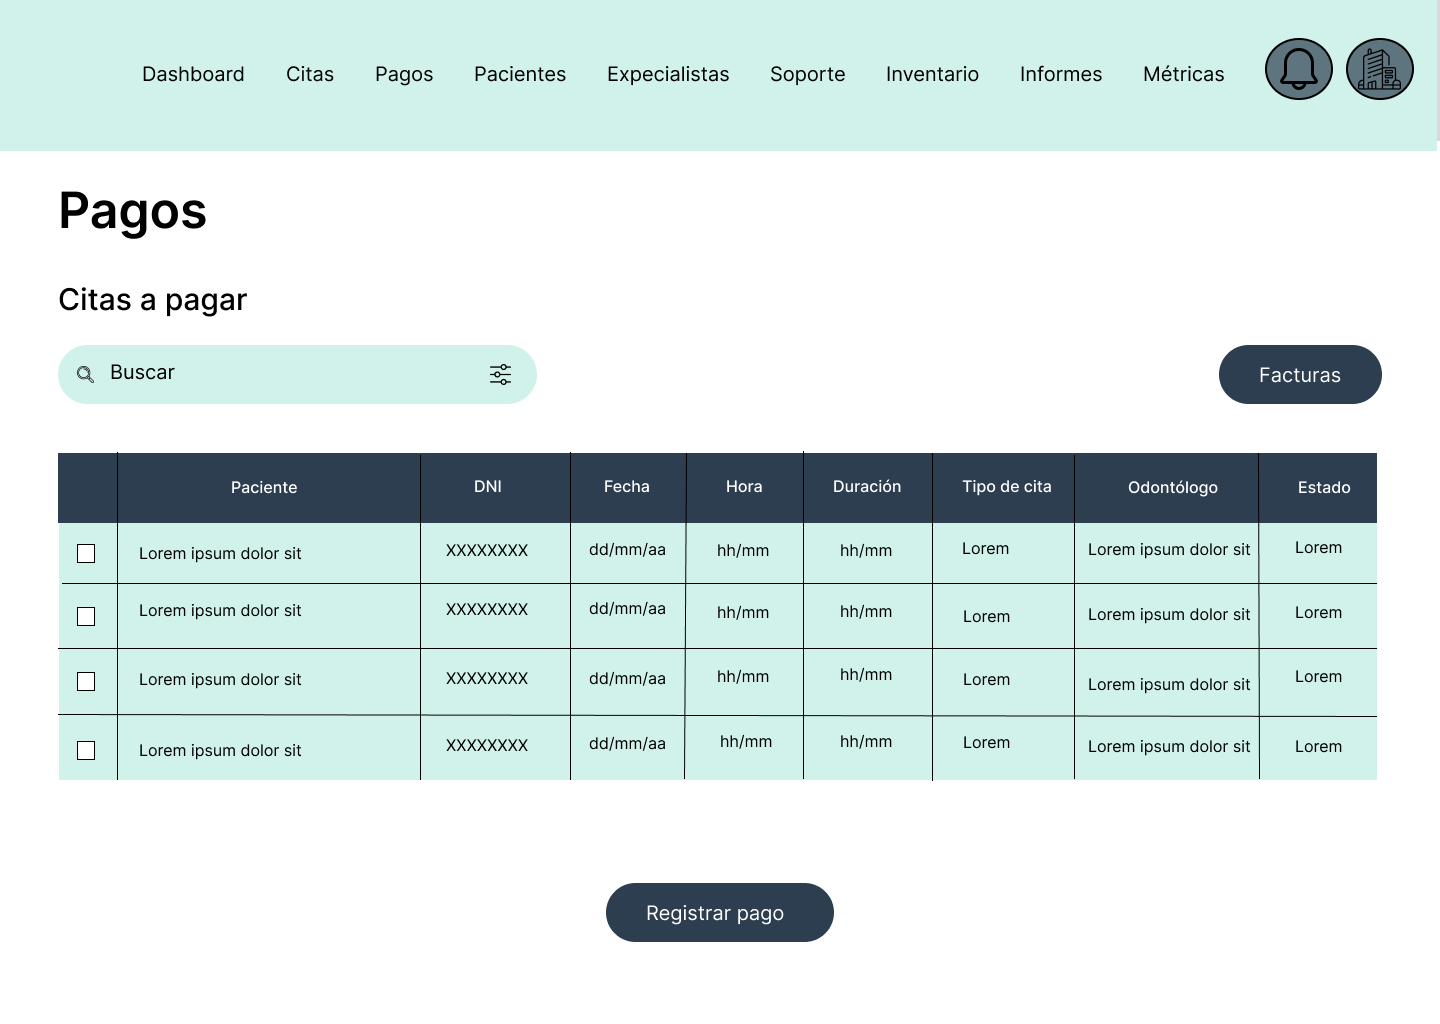 Dashboard Citas Pagos Pacientes Expecialistas Soporte Inventario Informes Métricas
Pagos
Citas a pagar
Buscar
Facturas
Paciente DNI Fecha Hora Duración Tipo de cita Odontólogo Estado
Lorem ipsum dolor sit XXXXXXXX dd/mm/aa hh/mm hh/mm Lorem Lorem ipsum dolor sit Lorem
Lorem ipsum dolor sit XXXXXXXX dd/mm/aa hh/mm hh/mm Lorem Lorem ipsum dolor sit Lorem
Lorem ipsum dolor sit XXXXXXXX dd/mm/aa hh/mm hh/mm Lorem Lorem ipsum dolor sit Lorem
Lorem ipsum dolor sit XXXXXXXX dd/mm/aa hh/mm hh/mm Lorem Lorem ipsum dolor sit Lorem
Registrar pago